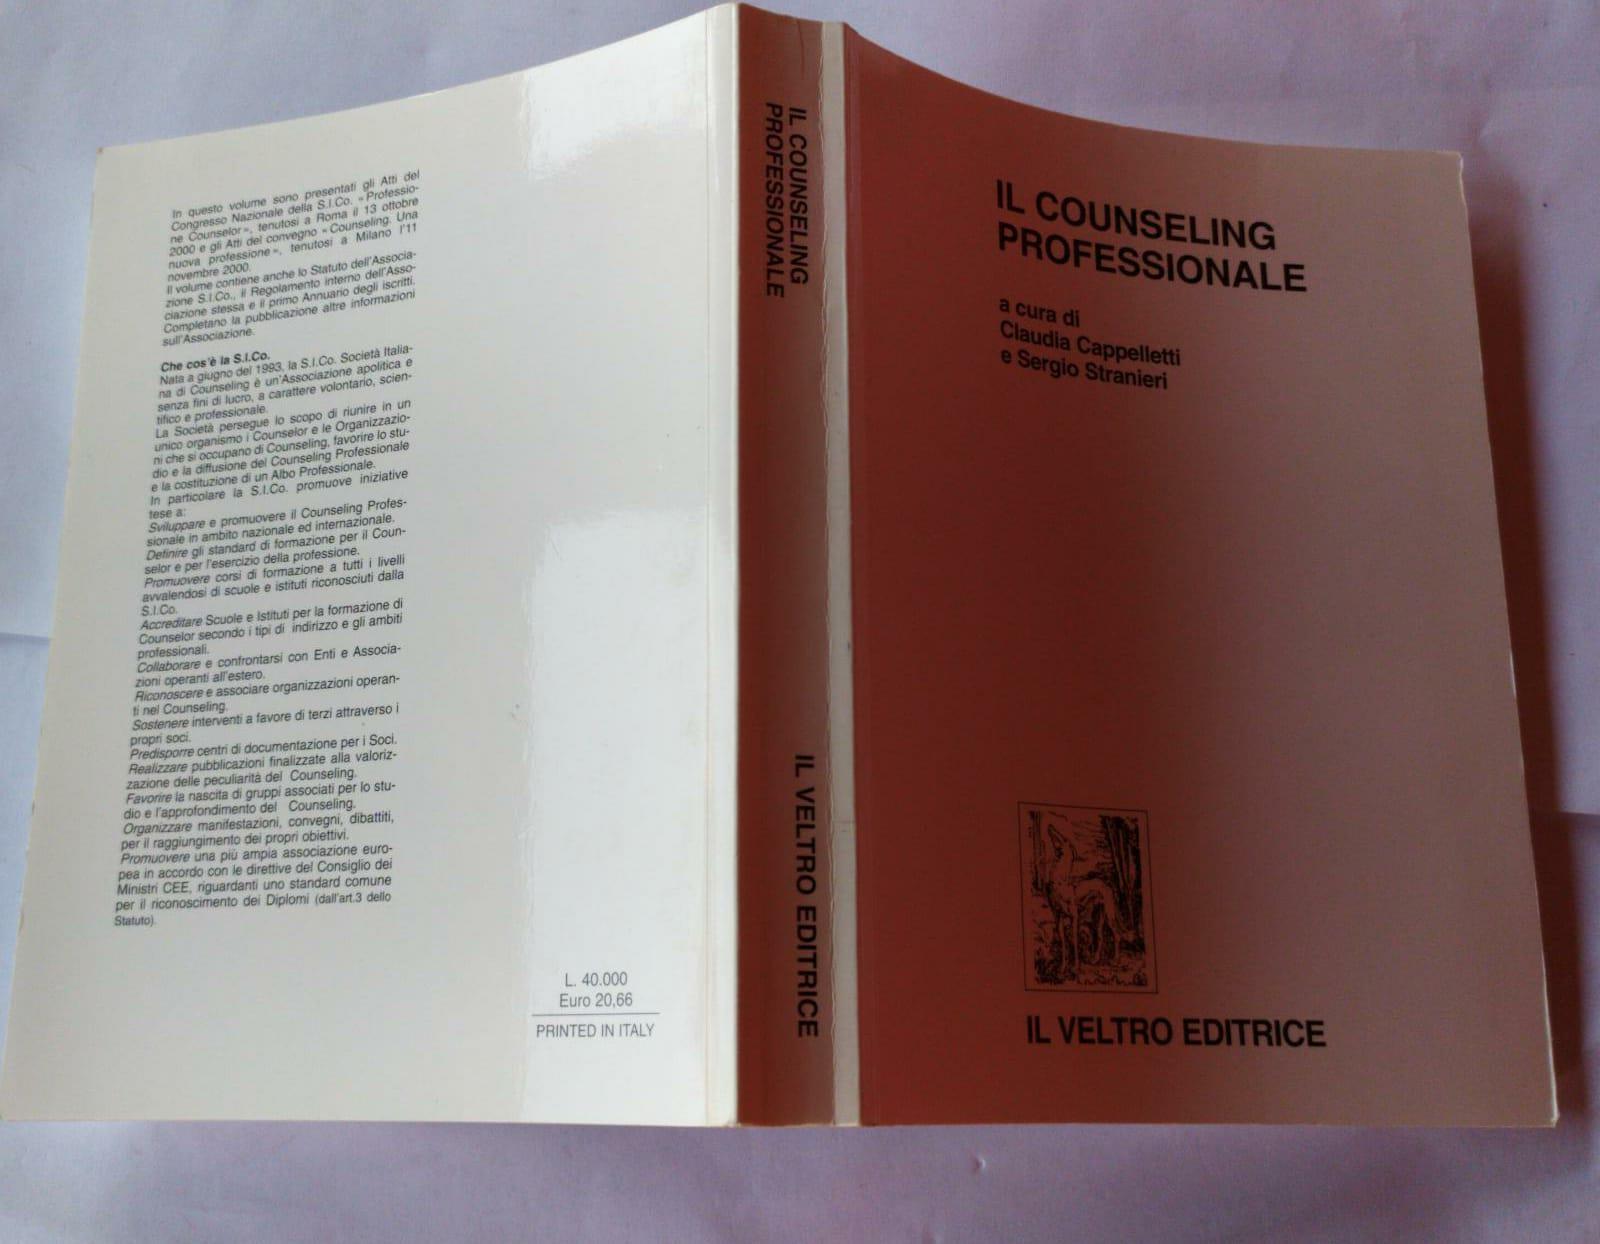 In questo volume sono presentati gli Atti del
Congresso Nazionale della S.I.Co. «Professio-
ne Counselor», tenutosi a Roma il 13 ottobre
2000 e gli Atti del convegno «Counseling. Una
nuova professione», tenutosi a Milano l'11
novembre 2000.
Il volume contiene anche lo Statuto dell'Associa-
zione S.I.Co., il Regolamento interno dell'Asso-
ciazione stessa e il primo Annuario degli iscritti.
Completano la pubblicazione altre informazioni
sull'Associazione.
Che cos'è la S.I.Co.
Nata a giugno del 1993, la S.I.Co. Società Italia-
na di Counseling è un'Associazione apolitica e
senza fini di lucro, a carattere volontario, scien-
tifico e professionale.
La Società persegue lo scopo di riunire in un
unico organismo i Counselor e le Organizzazio-
ni che si occupano di Counseling, favorire lo stu-
dio e la diffusione del Counseling Professionale
e la costituzione di un Albo Professionale.
In particolare la S.I.Co. promuove iniziative
tese a:
Sviluppare e promuovere il Counseling Profes-
sionale in ambito nazionale ed internazionale.
Definire gli standard di formazione per il Coun-
selor e per l'esercizio della professione.
Promuovere corsi di formazione a tutti i livelli
avvalendosi di scuole e istituti riconosciuti dalla
S.I.Co.
Accreditare Scuole e Istituti per la formazione di
Counselor secondo i tipi di indirizzo e gli ambiti
professionali.
Collaborare e confrontarsi con Enti e Associa-
zioni operanti all'estero.
Riconoscere e associare organizzazioni operan-
ti nel Counseling.
Sostenere interventi a favore di terzi attraverso i
propri soci.
Predisporre centri di documentazione per i Soci.
Realizzare pubblicazioni finalizzate alla valoriz-
zazione delle peculiarità del Counseling.
Favorire la nascita di gruppi associati per lo stu-
dio e l'approfondimento del Counseling.
Organizzare manifestazioni, convegni, dibattiti,
per il raggiungimento dei propri obiettivi.
Promuovere una più ampia associazione euro-
pea in accordo con le direttive del Consiglio dei
Ministri CEE, riguardanti uno standard comune
per il riconoscimento dei Diplomi (dall'art.3 dello
Statuto).
L. 40.000
Euro 20,66
PRINTED IN ITALY
IL COUNSELING
PROFESSIONALE
IL VELTRO EDITRICE
IL COUNSELING
PROFESSIONALE
a cura di
Claudia Cappelletti
e Sergio Stranieri
IL VELTRO EDITRICE